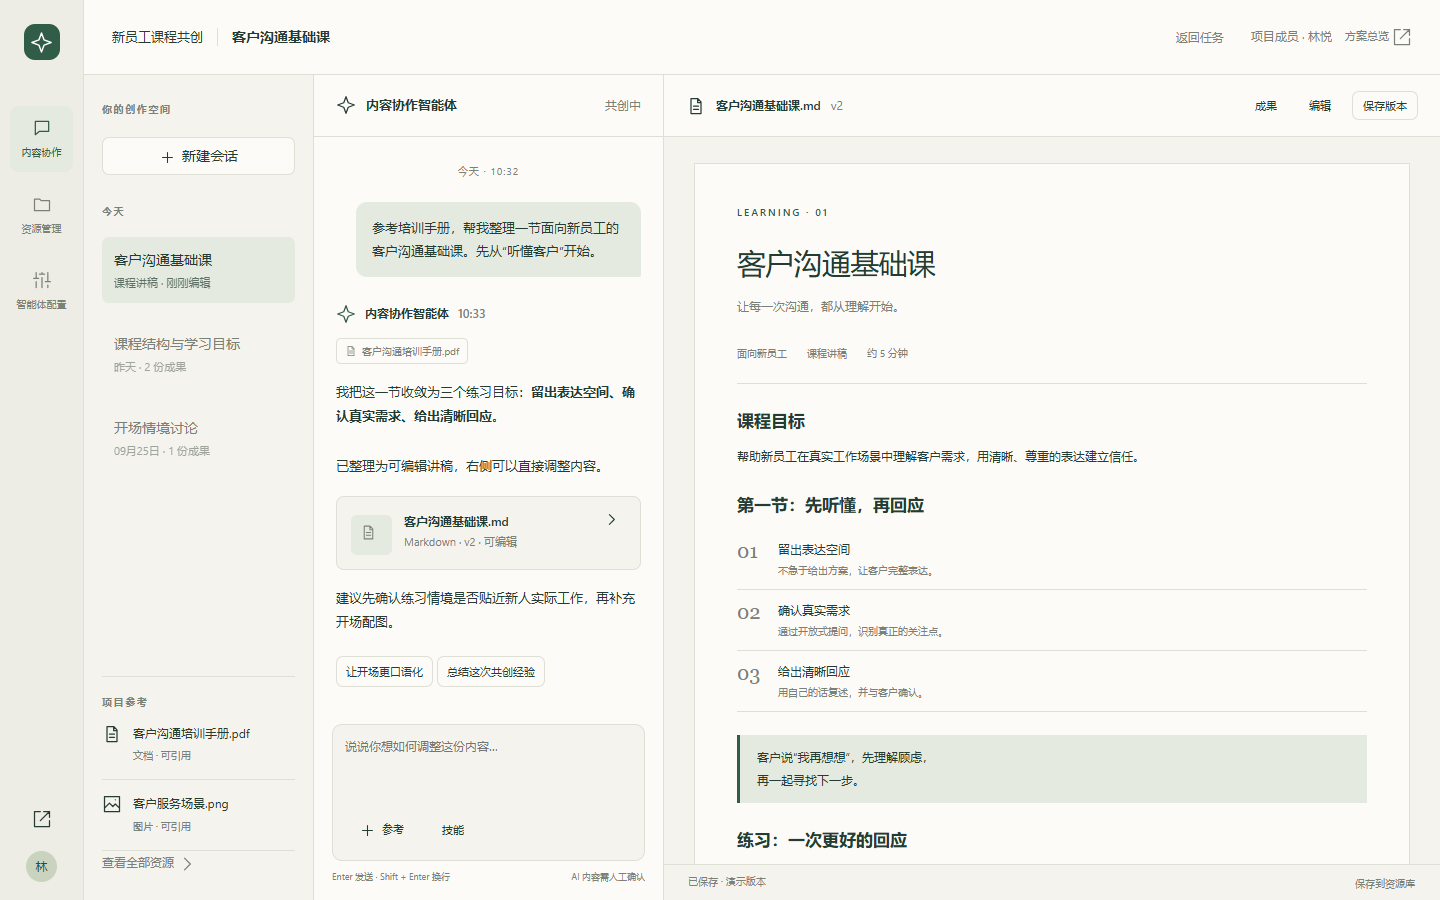 新员工课程共创
客户沟通基础课
返回任务
项目成员 · 林悦
方案总览
内容协作
资源管理
智能体配置
林
你的创作空间
新建会话
今天
客户沟通基础课
课程讲稿 · 刚刚编辑
课程结构与学习目标
昨天 · 2 份成果
开场情境讨论
09月25日 · 1 份成果
项目参考
客户沟通培训手册.pdf
文档 · 可引用
客户服务场景.png
图片 · 可引用
查看全部资源
内容协作智能体
共创中
今天 · 10:32
参考培训手册，帮我整理一节面向新员工的
客户沟通基础课。先从“听懂客户”开始。
内容协作智能体 10:33
客户沟通培训手册.pdf
我把这一节收敛为三个练习目标：留出表达空间、确
认真实需求、给出清晰回应。
已整理为可编辑讲稿，右侧可以直接调整内容。
客户沟通基础课.md
Markdown · v2 · 可编辑
建议先确认练习情境是否贴近新人实际工作，再补充
开场配图。
让开场更口语化
总结这次共创经验
说说你想如何调整这份内容...
参考
技能
Enter 发送 · Shift + Enter 换行
AI 内容需人工确认
客户沟通基础课.md v2
成果
编辑
保存版本
LEARNING · 01
客户沟通基础课
让每一次沟通，都从理解开始。
面向新员工
课程讲稿
约 5 分钟
课程目标
帮助新员工在真实工作场景中理解客户需求，用清晰、尊重的表达建立信任。
第一节：先听懂，再回应
01 留出表达空间
不急于给出方案，让客户完整表达。
02 确认真实需求
通过开放式提问，识别真正的关注点。
03 给出清晰回应
用自己的话复述，并与客户确认。
客户说“我再想想”，先理解顾虑，
再一起寻找下一步。
练习：一次更好的回应
已保存 · 演示版本
保存到资源库